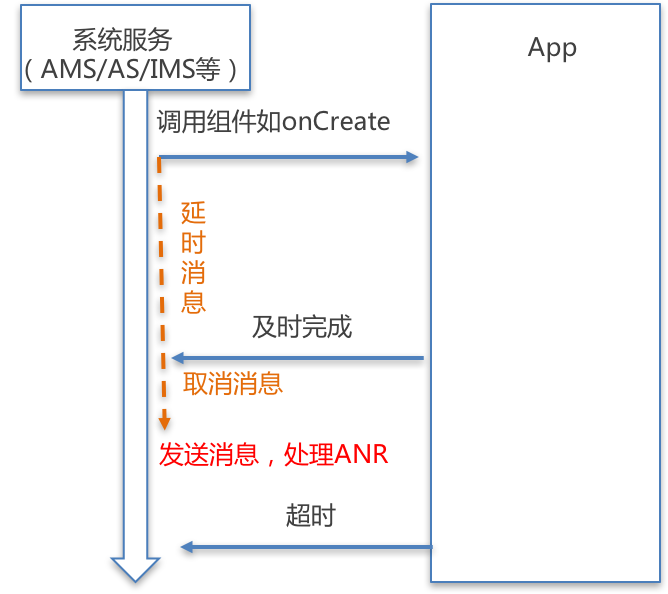 系统服务
（AMS/AS/IMS等）
App
调用组件如onCreate
延时消息
及时完成
取消消息
发送消息，处理ANR
超时